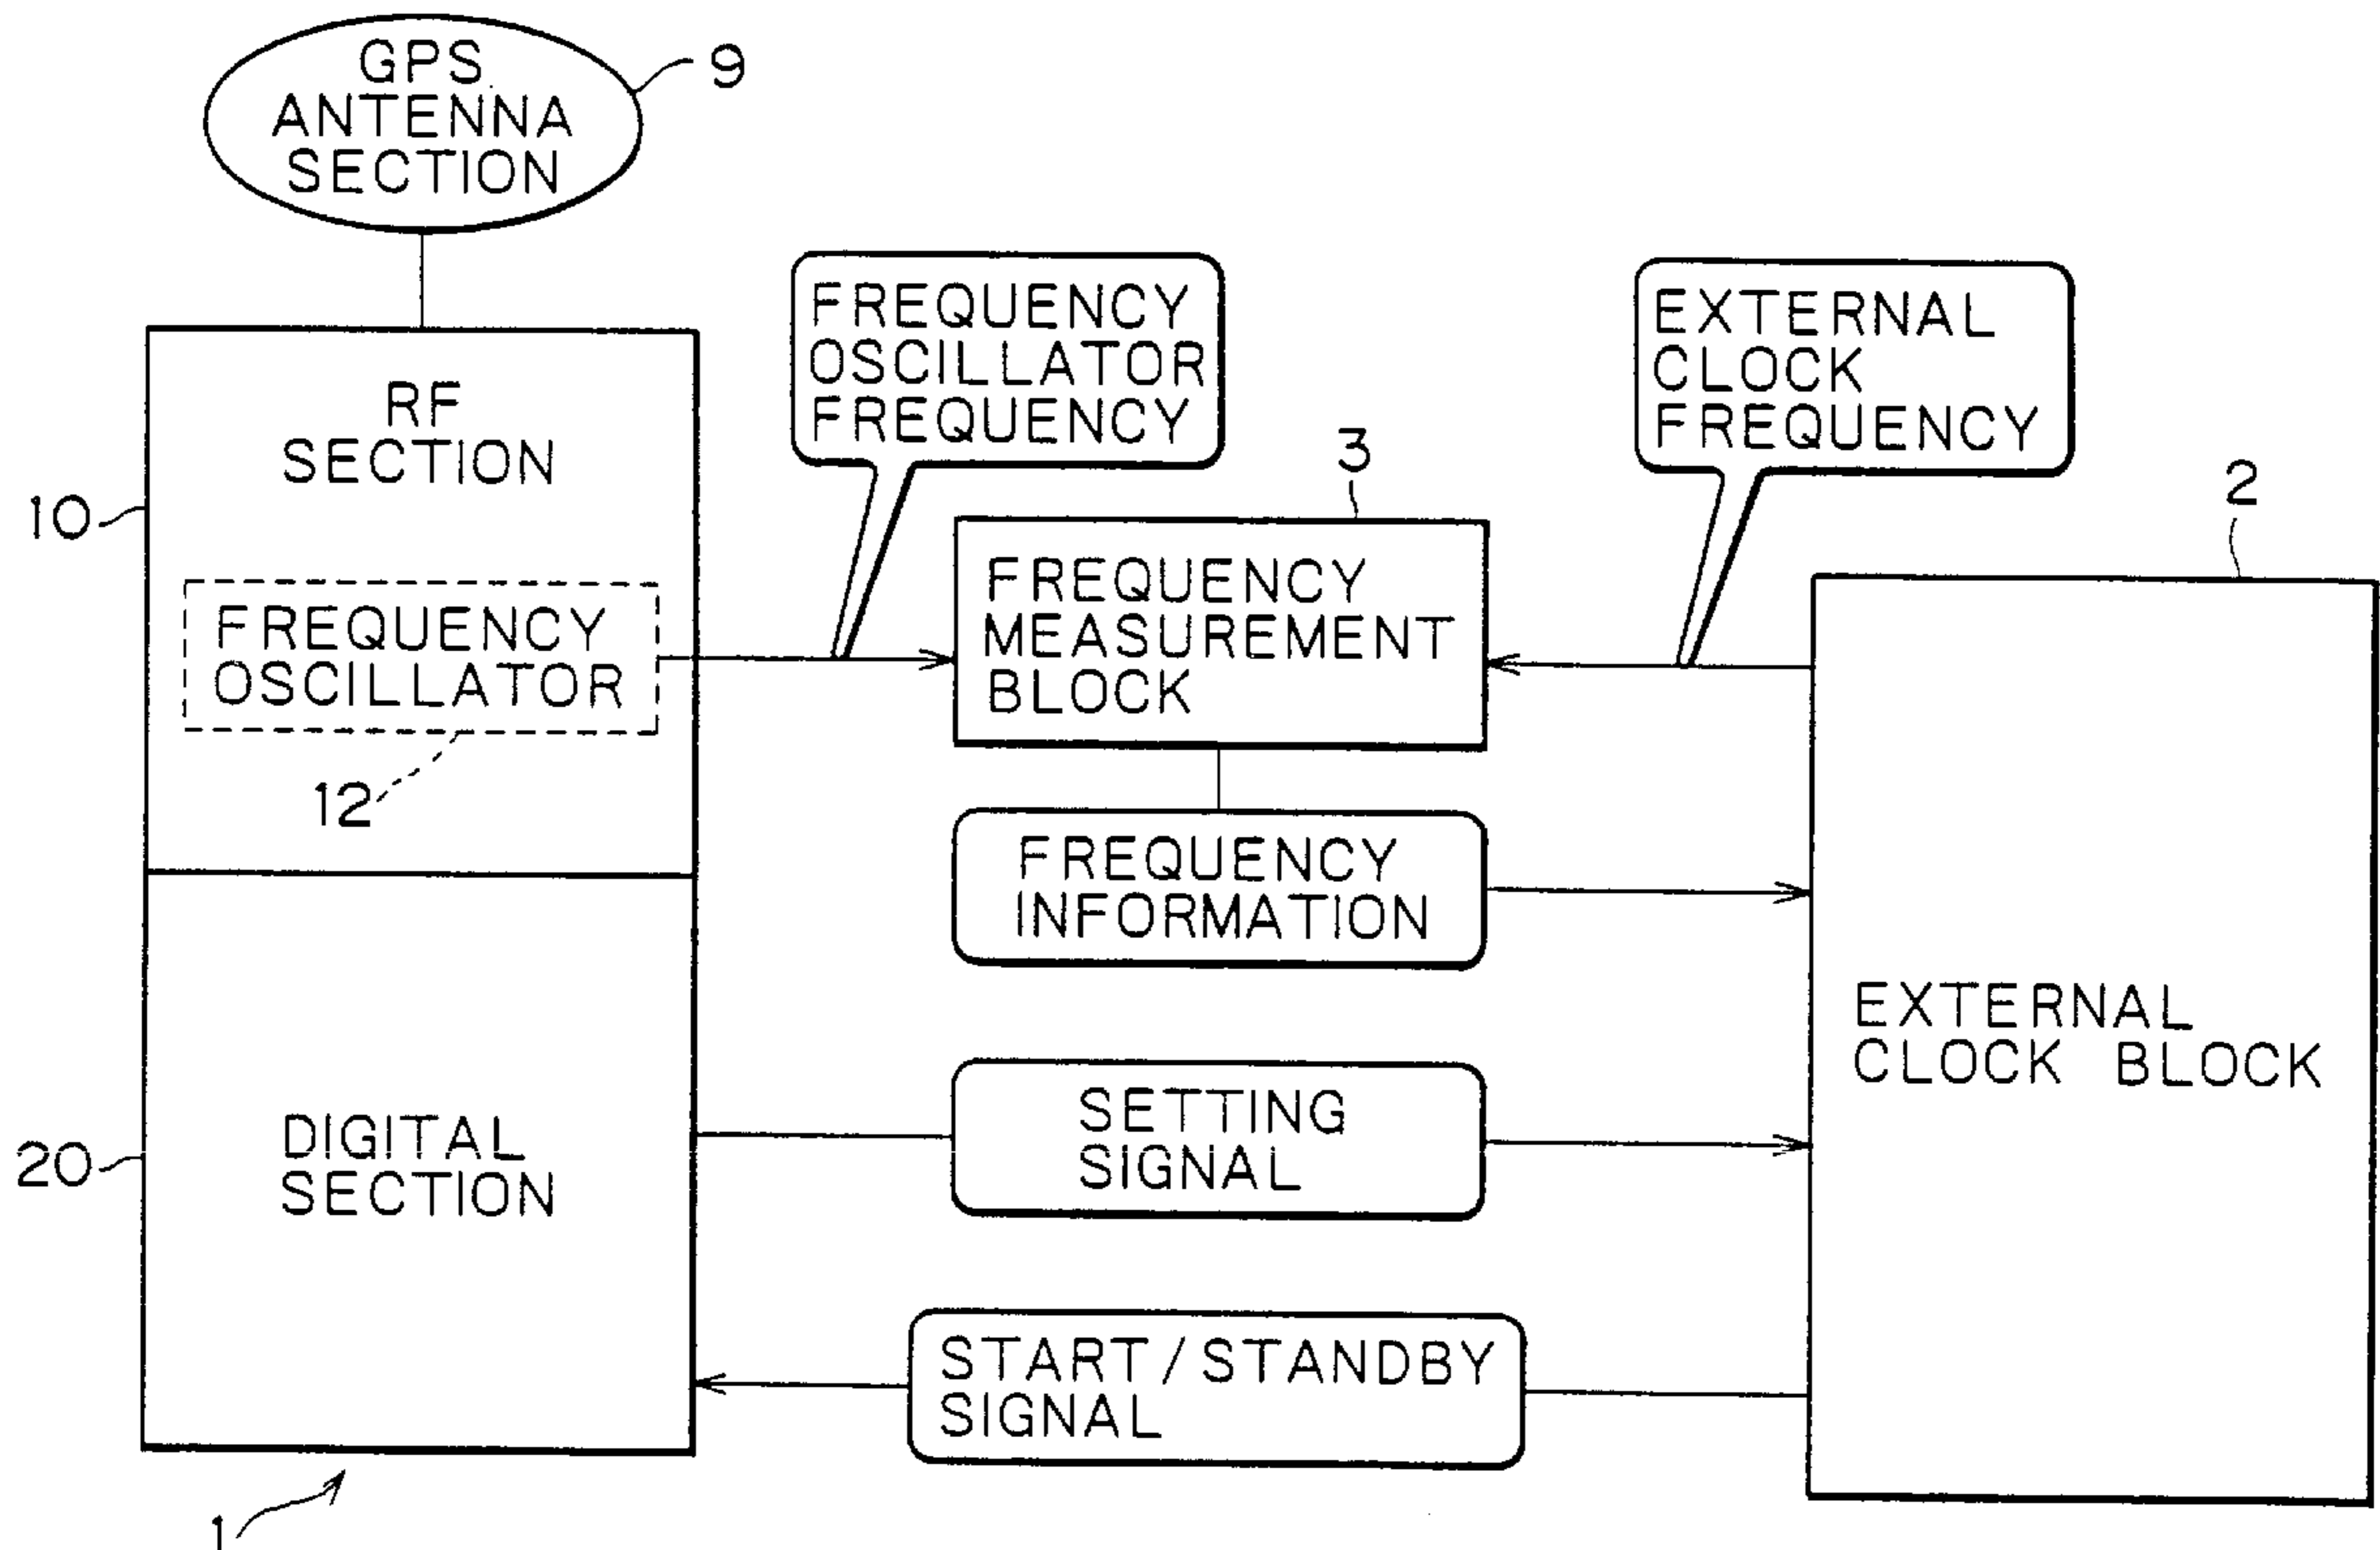 GPS
ANTENNA
SECTION
9
RF
SECTION
10
FREQUENCY
OSCILLATOR
12
FREQUENCY
OSCILLATOR
FREQUENCY
EXTERNAL
CLOCK
FREQUENCY
3
FREQUENCY
MEASUREMENT
BLOCK
2
FREQUENCY
INFORMATION
EXTERNAL
CLOCK BLOCK
DIGITAL
SECTION
20
SETTING
SIGNAL
START/STANDBY
SIGNAL
1